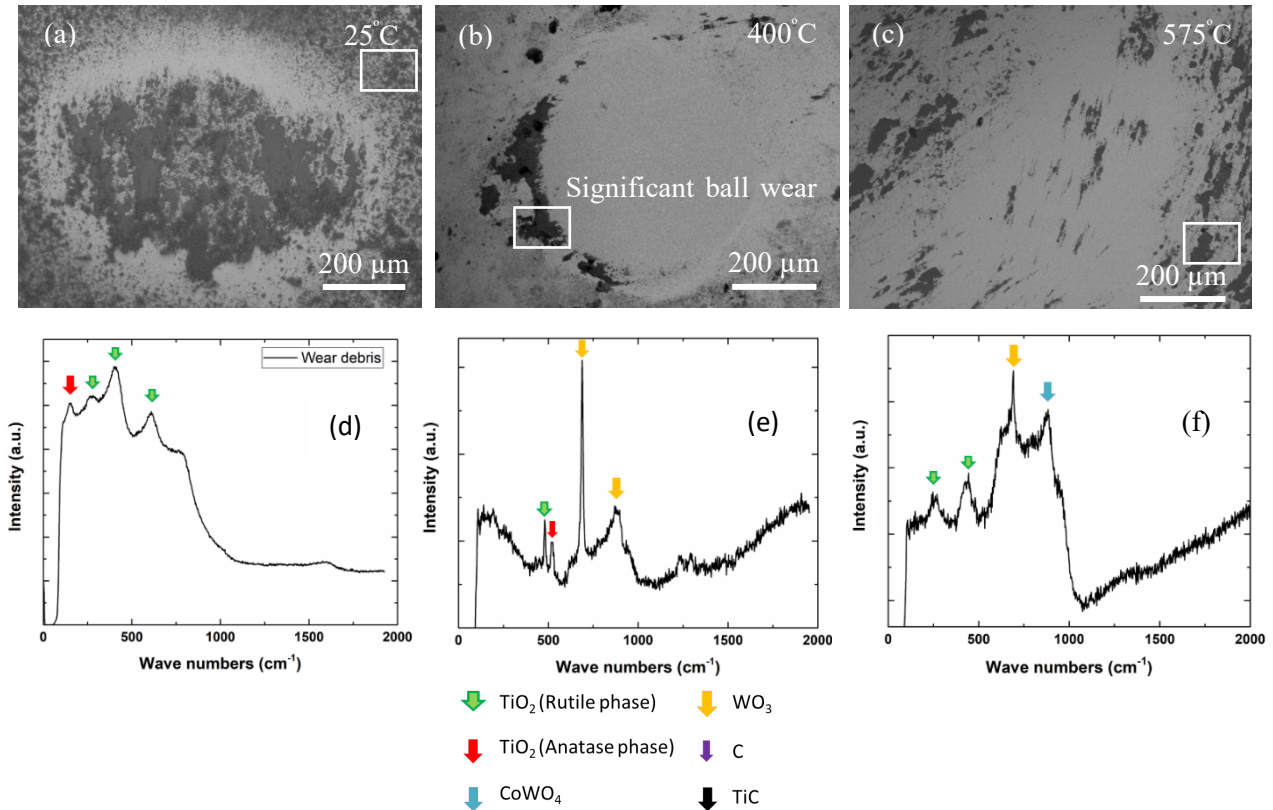 (a) 25°C
200 µm
(b) 400°C
Significant ball wear
200 µm
(c) 575°C
200 µm
Intensity (a.u.)
Wear debris
(d)
0 500 1000 1500 2000
Wave numbers (cm⁻¹)
Intensity (a.u.)
(e)
0 500 1000 1500 2000
Wave numbers (cm⁻¹)
Intensity (a.u.)
(f)
0 500 1000 1500 2000
Wave numbers (cm⁻¹)
TiO₂ (Rutile phase)
WO₃
TiO₂ (Anatase phase)
C
CoWO₄
TiC